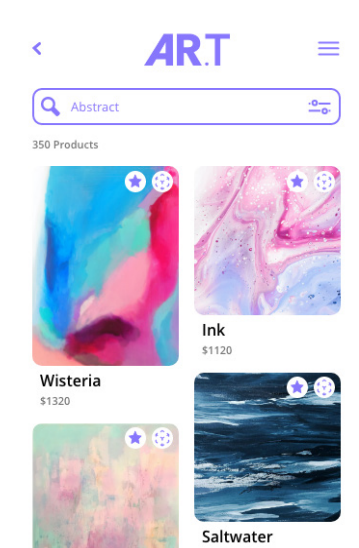 AR.T
Abstract
350 Products
Wisteria
$1320
Ink
$1120
Saltwater